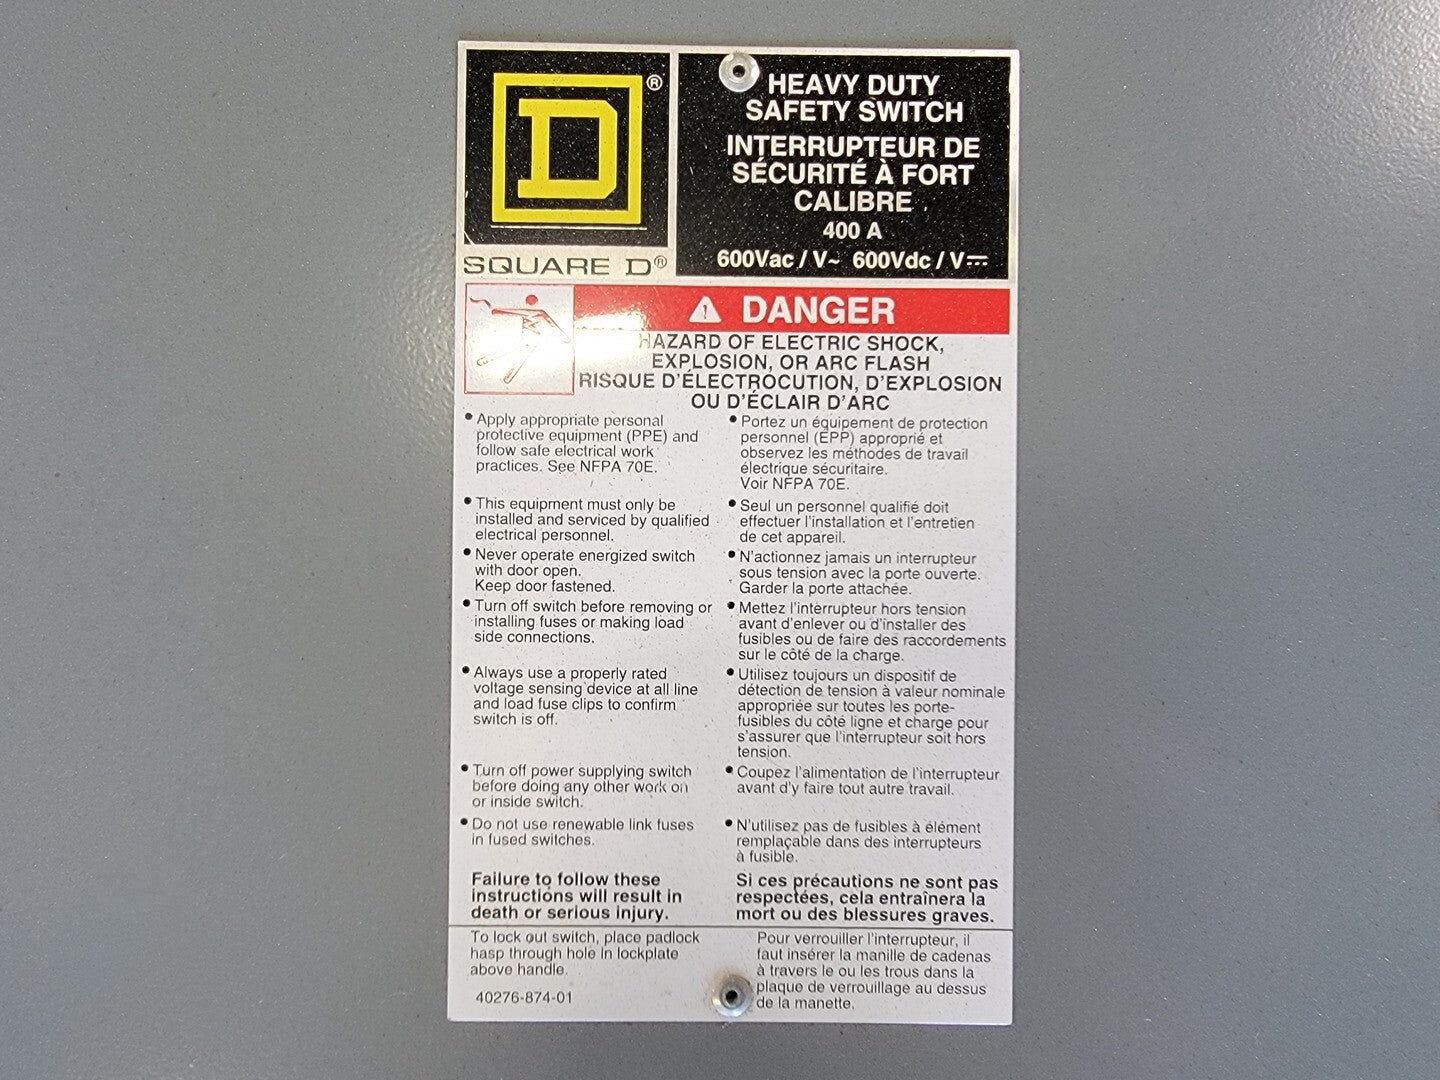 HEAVY DUTY
SAFETY SWITCH
INTERRUPTEUR DE
SÉCURITÉ À FORT
CALIBRE
400 A
600Vac / V~ 600Vdc / V⎓
D®
SQUARE D®
⚠ DANGER
HAZARD OF ELECTRIC SHOCK,
EXPLOSION, OR ARC FLASH
RISQUE D'ÉLECTROCUTION, D'EXPLOSION
OU D'ÉCLAIR D'ARC
• Apply appropriate personal
protective equipment (PPE) and
follow safe electrical work
practices. See NFPA 70E.
• This equipment must only be
installed and serviced by qualified
electrical personnel.
• Never operate energized switch
with door open.
Keep door fastened.
• Turn off switch before removing or
installing fuses or making load
side connections.
• Always use a properly rated
voltage sensing device at all line
and load fuse clips to confirm
switch is off.
• Turn off power supplying switch
before doing any other work on
or inside switch.
• Do not use renewable link fuses
in fused switches.
Failure to follow these
instructions will result in
death or serious injury.
• Portez un équipement de protection
personnel (ÉPP) approprié et
observez les méthodes de travail
électrique sécuritaire.
Voir NFPA 70E.
• Seul un personnel qualifié doit
effectuer l'installation et l'entretien
de cet appareil.
• N'actionnez jamais un interrupteur
sous tension avec la porte ouverte.
Garder la porte attachée.
• Mettez l'interrupteur hors tension
avant d'enlever ou d'installer des
fusibles ou de faire des raccordements
sur le côté de la charge.
• Utilisez toujours un dispositif de
détection de tension à valeur nominale
appropriée sur toutes les porte-
fusibles du côté ligne et charge pour
s'assurer que l'interrupteur soit hors
tension.
• Coupez l'alimentation de l'interrupteur
avant d'y faire tout autre travail.
• N'utilisez pas de fusibles à élément
remplaçable dans des interrupteurs
à fusible.
Si ces précautions ne sont pas
respectées, cela entraînera la
mort ou des blessures graves.
To lock out switch, place padlock
hasp through hole in lockplate
above handle.
40276-874-01
Pour verrouiller l'interrupteur, il
faut insérer la manille de cadenas
à travers le ou les trous dans la
plaque de verrouillage au dessus
de la manette.